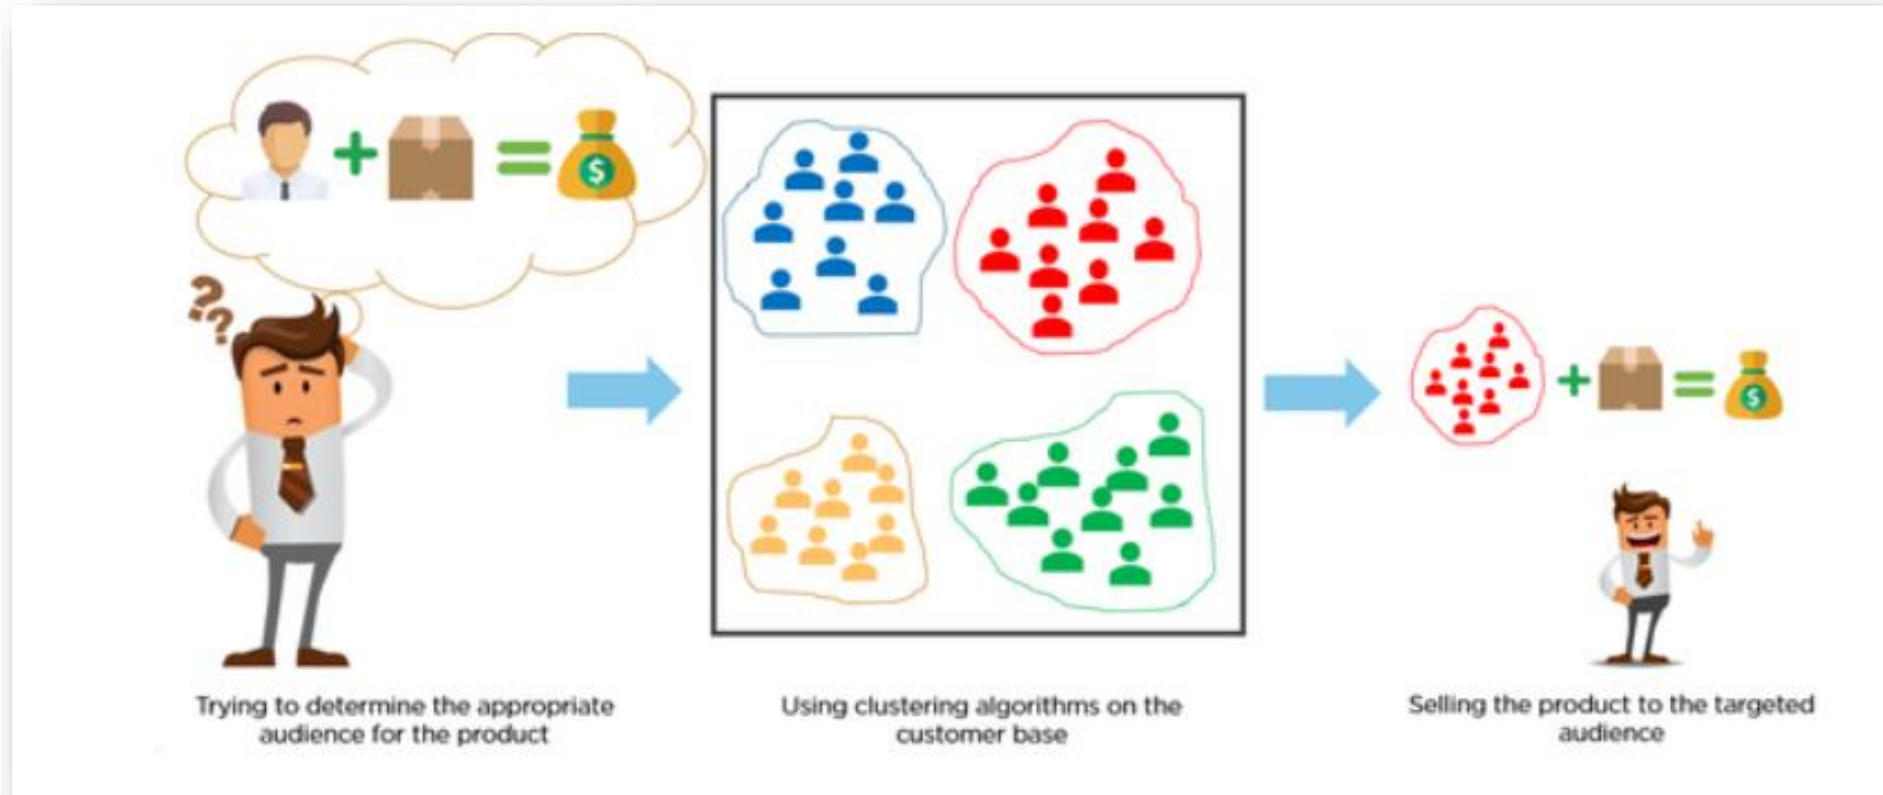 ??
$
Trying to determine the appropriate
audience for the product
Using clustering algorithms on the
customer base
$
Selling the product to the targeted
audience